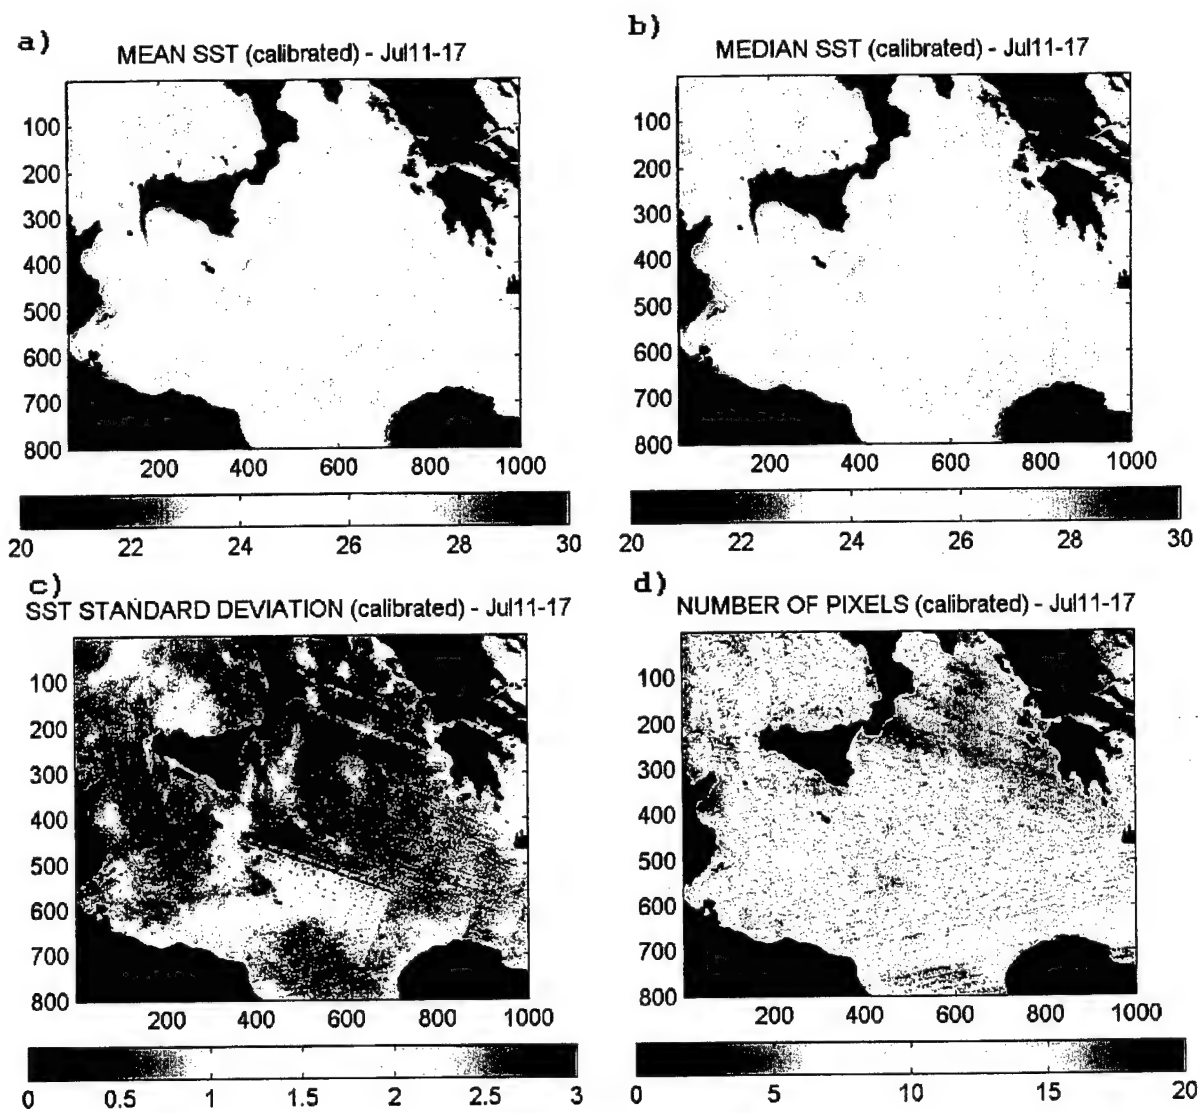 a)
MEAN SST (calibrated) - Jul11-17
100
200
300
400
500
600
700
800
200 400 600 800 1000
20 22 24 26 28 30
b)
MEDIAN SST (calibrated) - Jul11-17
100
200
300
400
500
600
700
800
200 400 600 800 1000
20 22 24 26 28 30
c)
SST STANDARD DEVIATION (calibrated) - Jul11-17
100
200
300
400
500
600
700
800
200 400 600 800 1000
0 0.5 1 1.5 2 2.5 3
d)
NUMBER OF PIXELS (calibrated) - Jul11-17
100
200
300
400
500
600
700
800
200 400 600 800 1000
0 5 10 15 20